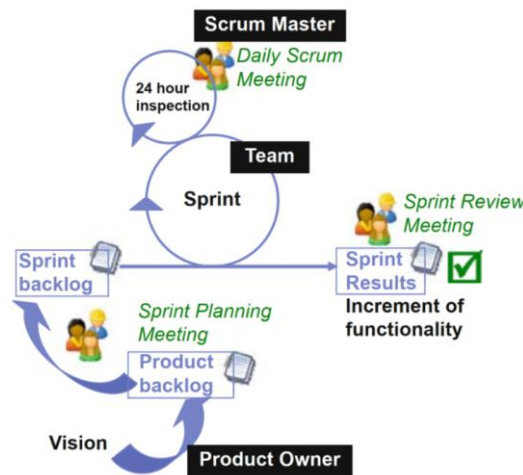 Scrum Master
Daily Scrum
Meeting
24 hour
inspection
Team
Sprint
Sprint Review
Meeting
Sprint
backlog
Sprint
Results
Increment of
functionality
Sprint Planning
Meeting
Product
backlog
Vision
Product Owner